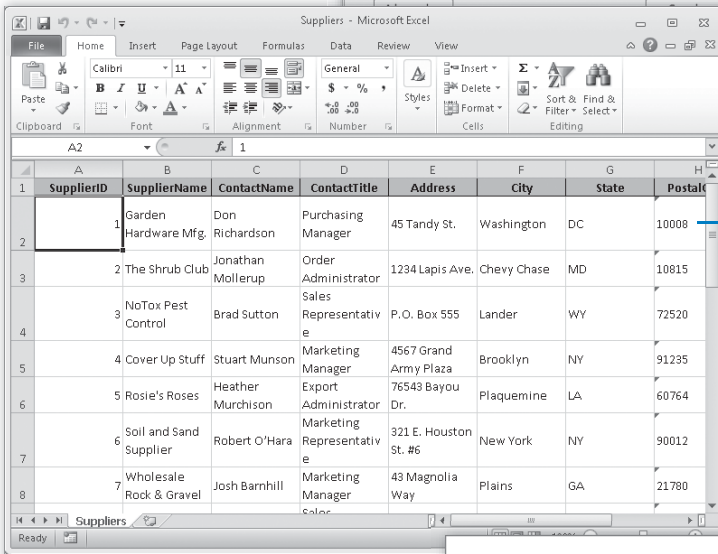 Suppliers - Microsoft Excel
File Home Insert Page Layout Formulas Data Review View
Calibri 11 General Insert Σ
Paste B I U A A $ % , Styles Delete Sort & Find &
A .00 .0 Format Filter Select
Clipboard Font Alignment Number Cells Editing
A2 fx 1
A B C D E F G H
1 SupplierID SupplierName ContactName ContactTitle Address City State
2 1 Garden Hardware Mfg. Don Richardson Purchasing Manager 45 Tandy St. Washington DC 10008
3 2 The Shrub Club Jonathan Mollerup Order Administrator 1234 Lapis Ave. Chevy Chase MD 10815
4 3 NoTox Pest Control Brad Sutton Sales Representativ e P.O. Box 555 Lander WY 72520
5 4 Cover Up Stuff Stuart Munson Marketing Manager 4567 Grand Army Plaza Brooklyn NY 91235
6 5 Rosie's Roses Heather Murchison Export Administrator 76543 Bayou Dr. Plaquemine LA 60764
7 6 Soil and Sand Supplier Robert O'Hara Marketing Representativ e 321 E. Houston St. #6 New York NY 90012
8 7 Wholesale Rock & Gravel Josh Barnhill Marketing Manager 43 Magnolia Way Plains GA 21780
Suppliers
Ready